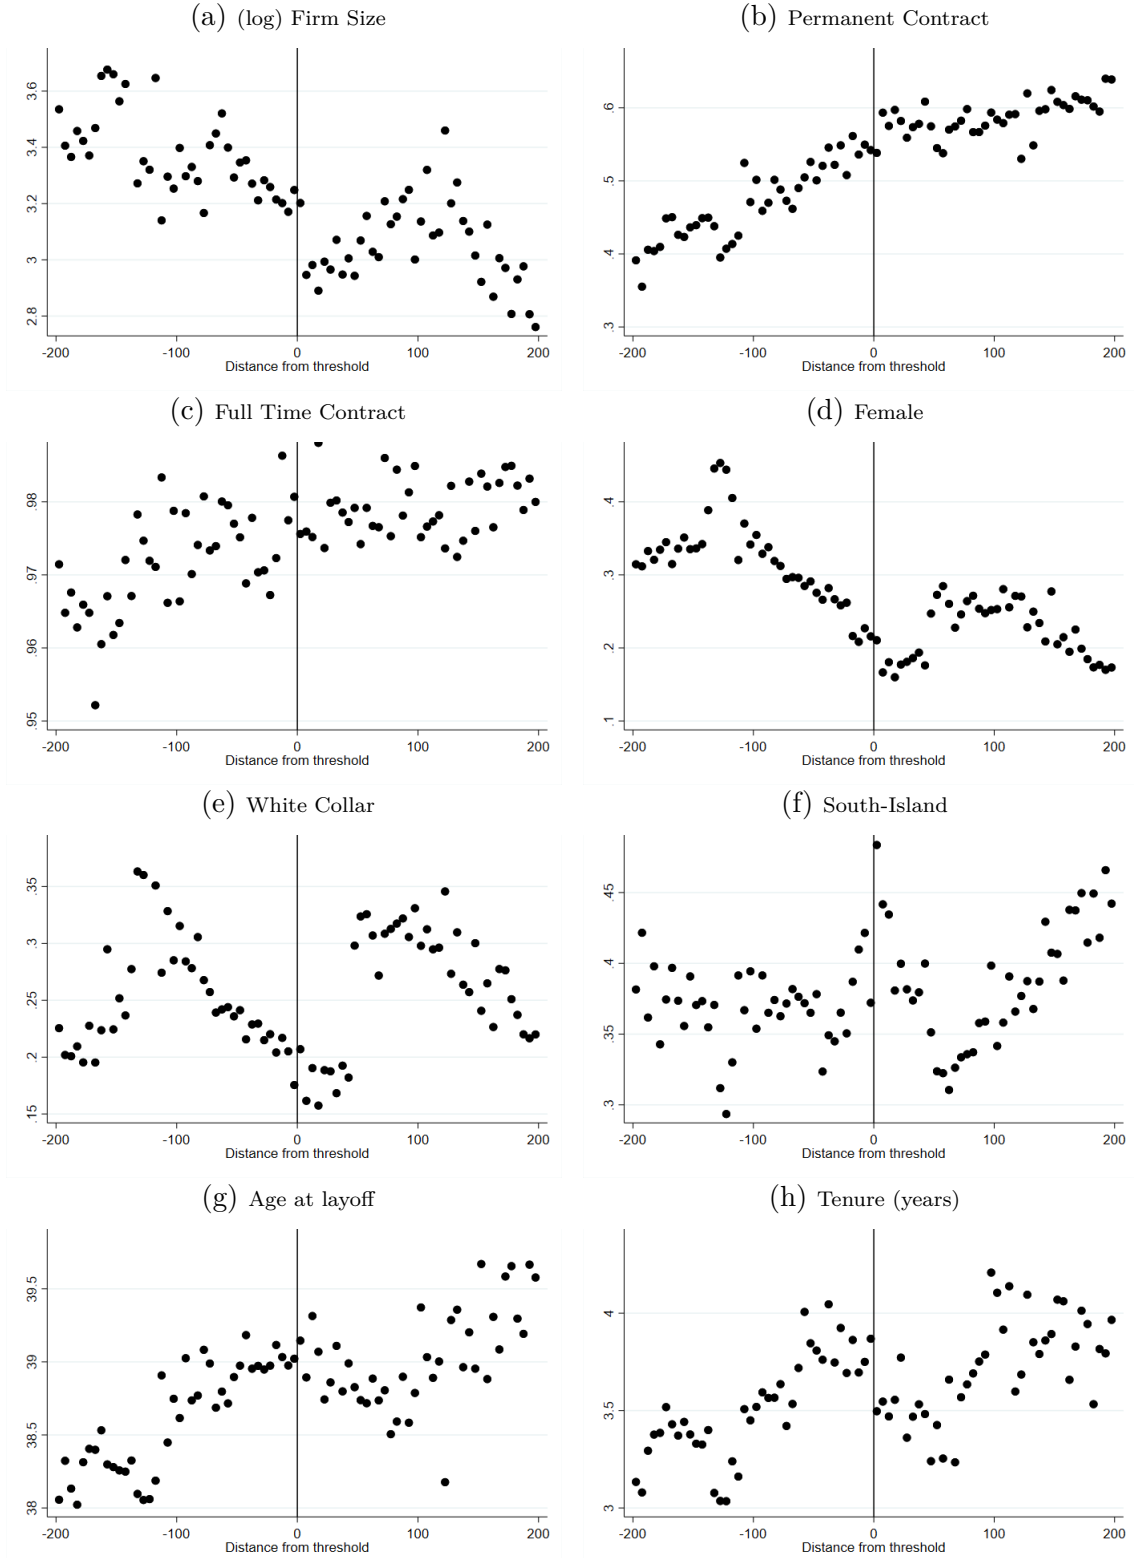 (a) (log) Firm Size
3.6
3.4
3.2
3
2.8
-200 -100 0 100 200
Distance from threshold
(b) Permanent Contract
.6
.5
.4
.3
-200 -100 0 100 200
Distance from threshold
(c) Full Time Contract
.98
.97
.96
.95
-200 -100 0 100 200
Distance from threshold
(d) Female
.4
.3
.2
.1
-200 -100 0 100 200
Distance from threshold
(e) White Collar
.35
.3
.25
.2
.15
-200 -100 0 100 200
Distance from threshold
(f) South-Island
.45
.4
.35
.3
-200 -100 0 100 200
Distance from threshold
(g) Age at layoff
39.5
39
38.5
38
-200 -100 0 100 200
Distance from threshold
(h) Tenure (years)
4
3.5
3
-200 -100 0 100 200
Distance from threshold